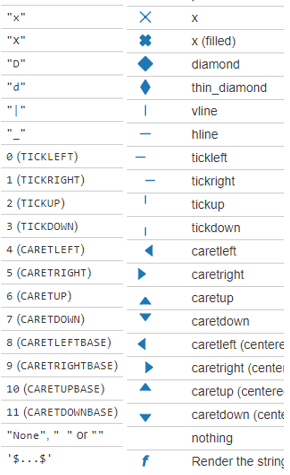 "x" x
"X" x (filled)
"D" diamond
"d" thin_diamond
"|" vline
"_" hline
0 (TICKLEFT) tickleft
1 (TICKRIGHT) tickright
2 (TICKUP) tickup
3 (TICKDOWN) tickdown
4 (CARETLEFT) caretleft
5 (CARETRIGHT) caretright
6 (CARETUP) caretup
7 (CARETDOWN) caretdown
8 (CARETLEFTBASE) caretleft (centere
9 (CARETRIGHTBASE) caretright (center
10 (CARETUPBASE) caretup (centere
11 (CARETDOWNBASE) caretdown (cente
"None", " " or "" nothing
'$...$' f Render the string